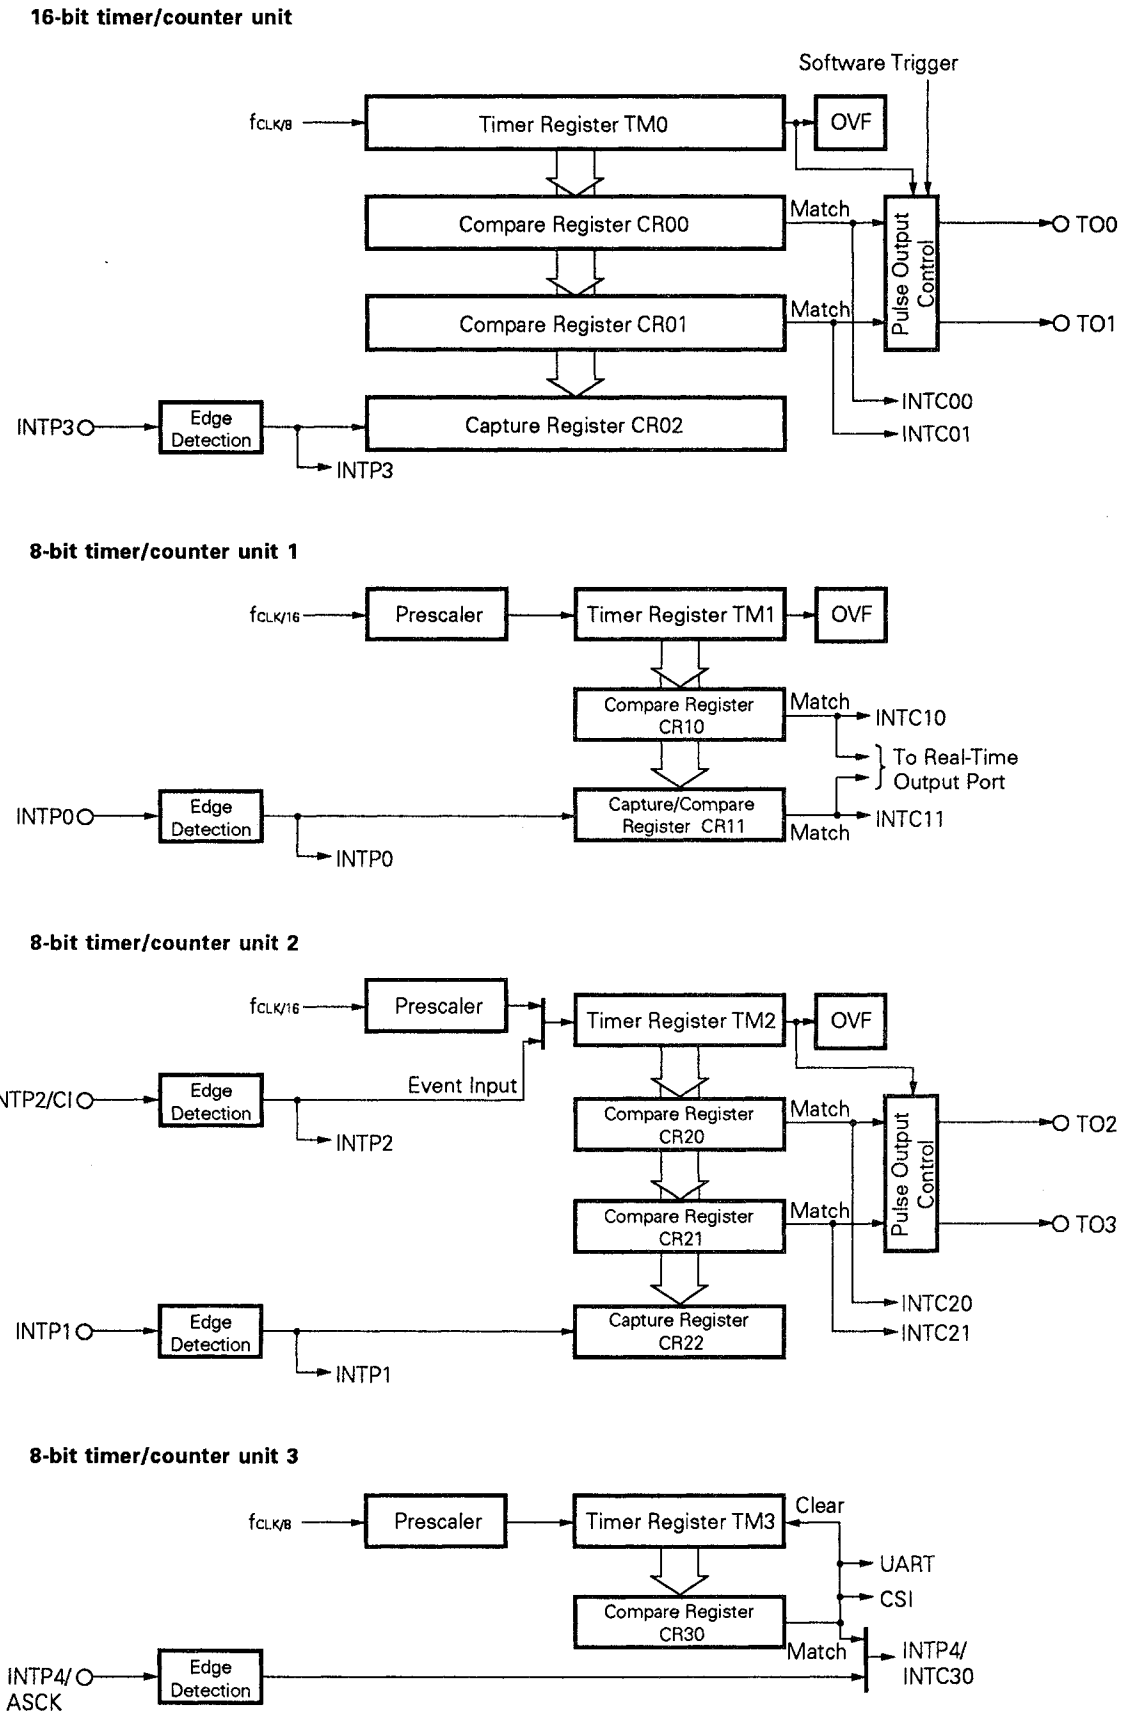 16-bit timer/counter unit
Software Trigger
fCLK/8
Timer Register TM0
OVF
Compare Register CR00
Match
Pulse Output
Control
TO0
Compare Register CR01
Match
TO1
INTC00
INTC01
INTP3
Edge
Detection
Capture Register CR02
INTP3
8-bit timer/counter unit 1
fCLK/16
Prescaler
Timer Register TM1
OVF
Compare Register
CR10
Match
INTC10
To Real-Time
Output Port
INTP0
Edge
Detection
Capture/Compare
Register CR11
Match
INTC11
INTP0
8-bit timer/counter unit 2
fCLK/16
Prescaler
Timer Register TM2
OVF
NTP2/CI
Edge
Detection
Event Input
INTP2
Compare Register
CR20
Match
Pulse Output
Control
TO2
Compare Register
CR21
Match
TO3
INTC20
INTC21
INTP1
Edge
Detection
Capture Register
CR22
INTP1
8-bit timer/counter unit 3
fCLK/8
Prescaler
Timer Register TM3
Clear
UART
CSI
Compare Register
CR30
Match
INTP4/
INTC30
INTP4/
ASCK
Edge
Detection